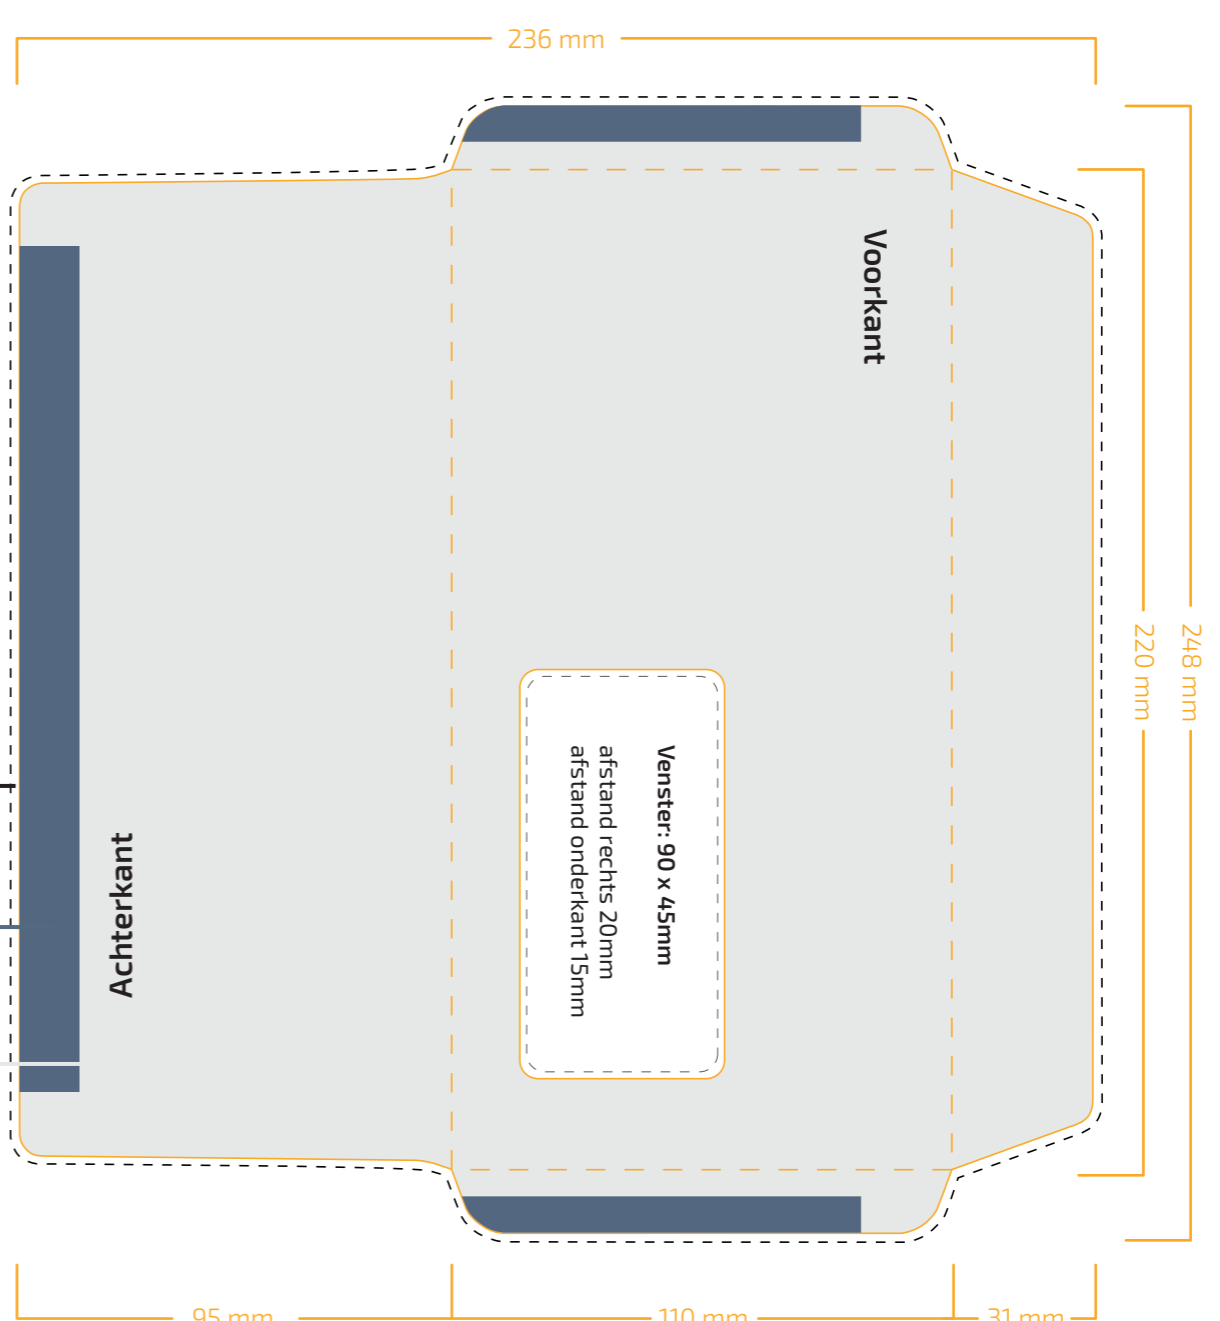 236 mm
Voorkant
248 mm
220 mm
Venster: 90 x 45mm
afstand rechts 20mm
afstand onderkant 15mm
Achterkant
95 mm
110 mm
31 mm